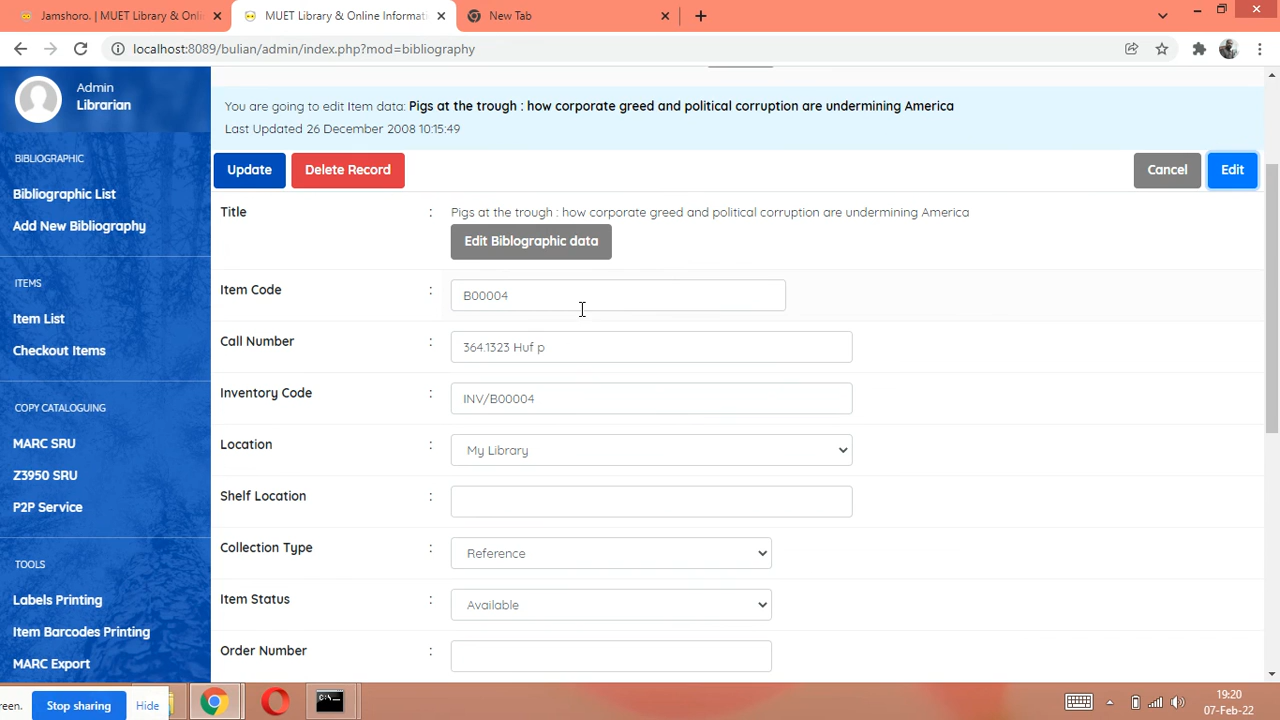 Jamshoro. | MUET Library & Onli
MUET Library & Online Informati
New Tab
localhost:8089/bulian/admin/index.php?mod=bibliography
Admin
Librarian
BIBLIOGRAPHIC
Bibliographic List
Add New Bibliography
ITEMS
Item List
Checkout Items
COPY CATALOGUING
MARC SRU
Z3950 SRU
P2P Service
TOOLS
Labels Printing
Item Barcodes Printing
MARC Export
You are going to edit Item data: Pigs at the trough : how corporate greed and political corruption are undermining America
Last Updated 26 December 2008 10:15:49
Update Delete Record Cancel Edit
Title : Pigs at the trough : how corporate greed and political corruption are undermining America
Edit Biblographic data
Item Code : B00004
Call Number : 364.1323 Huf p
Inventory Code : INV/B00004
Location : My Library
Shelf Location :
Collection Type : Reference
Item Status : Available
Order Number :
reen. Stop sharing Hide
19:20
07-Feb-22